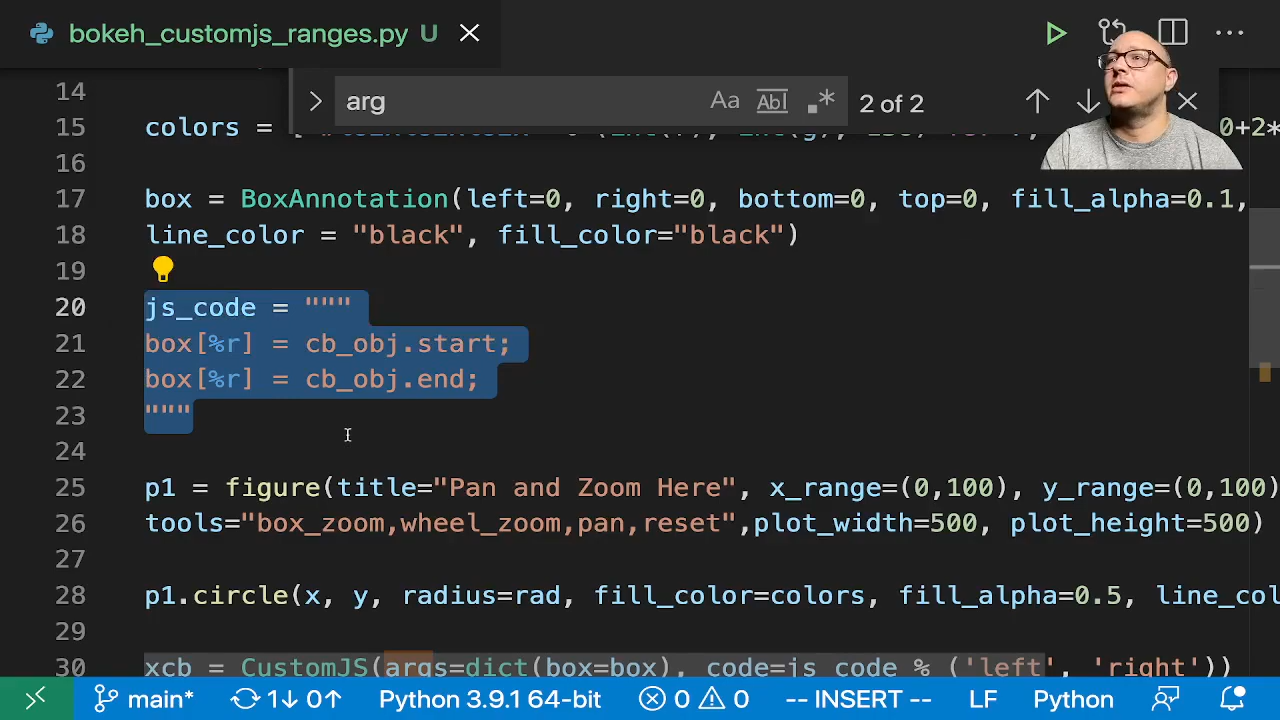 bokeh_customjs_ranges.py U
arg Aa Ab 2 of 2
14
15 colors = [
0+2*
16
17 box = BoxAnnotation(left=0, right=0, bottom=0, top=0, fill_alpha=0.1,
18 line_color = "black", fill_color="black")
19
20 js_code = """
21 box[%r] = cb_obj.start;
22 box[%r] = cb_obj.end;
23 """
24
25 p1 = figure(title="Pan and Zoom Here", x_range=(0,100), y_range=(0,100)
26 tools="box_zoom,wheel_zoom,pan,reset",plot_width=500, plot_height=500)
27
28 p1.circle(x, y, radius=rad, fill_color=colors, fill_alpha=0.5, line_col
29
30 xcb = CustomJS(args=dict(box=box), code=js_code % ('left', 'right'))
main* 1↓ 0↑ Python 3.9.1 64-bit 0 0 -- INSERT -- LF Python